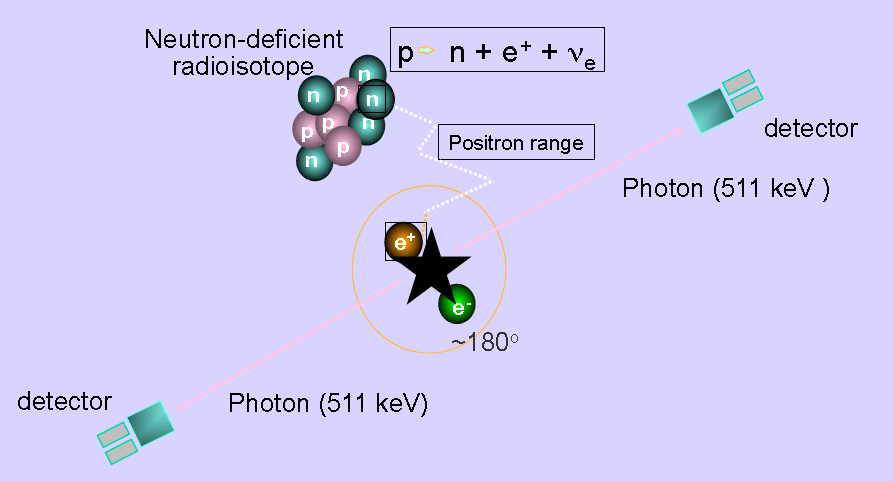 Neutron-deficient
radioisotope
p ⇨ n + e⁺ + νₑ
n
n
p
n
p
p
n
p
n
Positron range
detector
Photon (511 keV )
e⁺
e⁻
~180°
detector
Photon (511 keV)